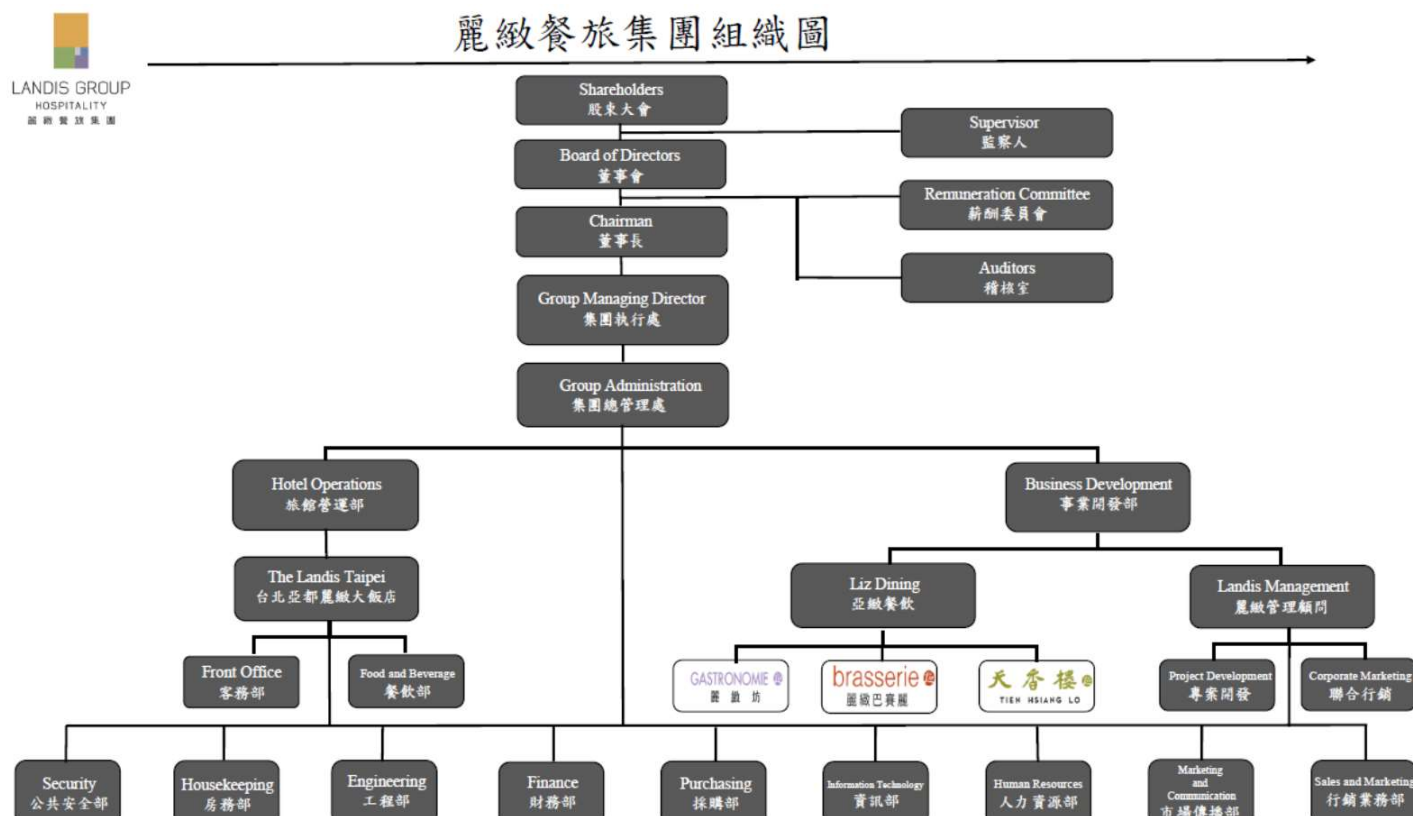 麗緻餐旅集團組織圖
LANDIS GROUP
HOSPITALITY
麗緻餐旅集團
Shareholders
股東大會
Supervisor
監察人
Board of Directors
董事會
Remuneration Committee
薪酬委員會
Chairman
董事長
Auditors
稽核室
Group Managing Director
集團執行處
Group Administration
集團總管理處
Hotel Operations
旅館營運部
Business Development
事業開發部
The Landis Taipei
台北亞都麗緻大飯店
Liz Dining
亞緻餐飲
Landis Management
麗緻管理顧問
Front Office
客務部
Food and Beverage
餐飲部
GASTRONOMIE
麗緻坊
brasserie
麗緻巴賽麗
天香樓
TIEN HSIANG LO
Project Development
專案開發
Corporate Marketing
聯合行銷
Security
公共安全部
Housekeeping
房務部
Engineering
工程部
Finance
財務部
Purchasing
採購部
Information Technology
資訊部
Human Resources
人力資源部
Marketing
and
Communication
市場傳播部
Sales and Marketing
行銷業務部